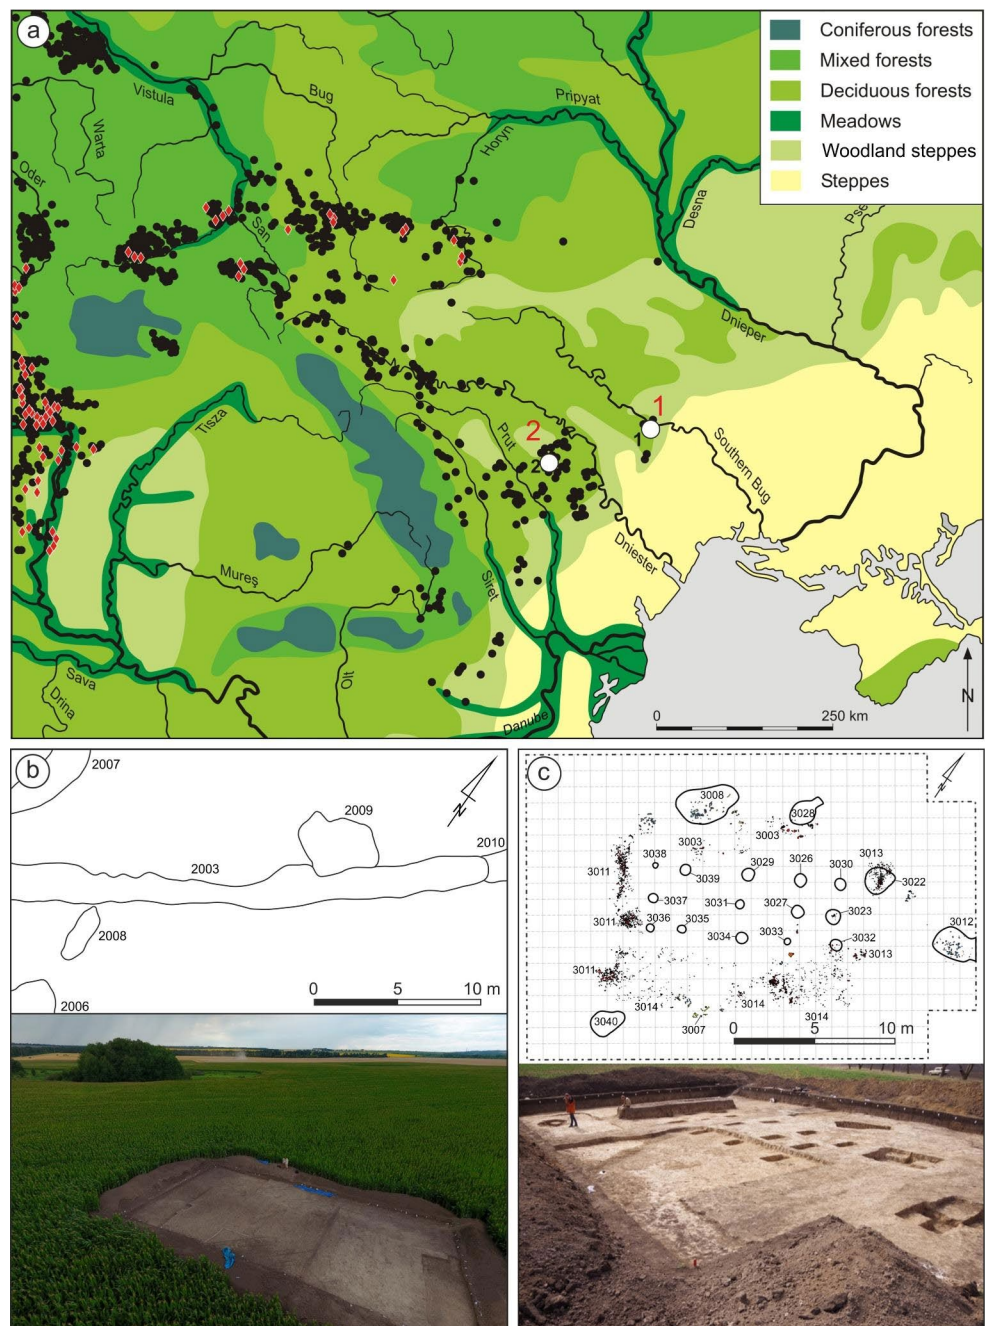 a
Coniferous forests
Mixed forests
Deciduous forests
Meadows
Woodland steppes
Steppes
Vistula
Bug
Pripyat
Warta
Horyn
Oder
San
Desna
Pse
Dnieper
Tisza
Prut
1
1
2
2
Southern Bug
Dniester
Mureş
Siret
Olt
Sava
Drina
Danube
N
0 250 km
b
2007
N
2009
2010
2003
2008
2006
0 5 10 m
c
N
3008
3028
3003
3003
3038
3011
3039
3029
3026
3030
3013
3022
3037
3031
3027
3023
3012
3011
3036
3035
3034
3033
3032
3013
3011
3014
3014
3014
3007
3040
0 5 10 m